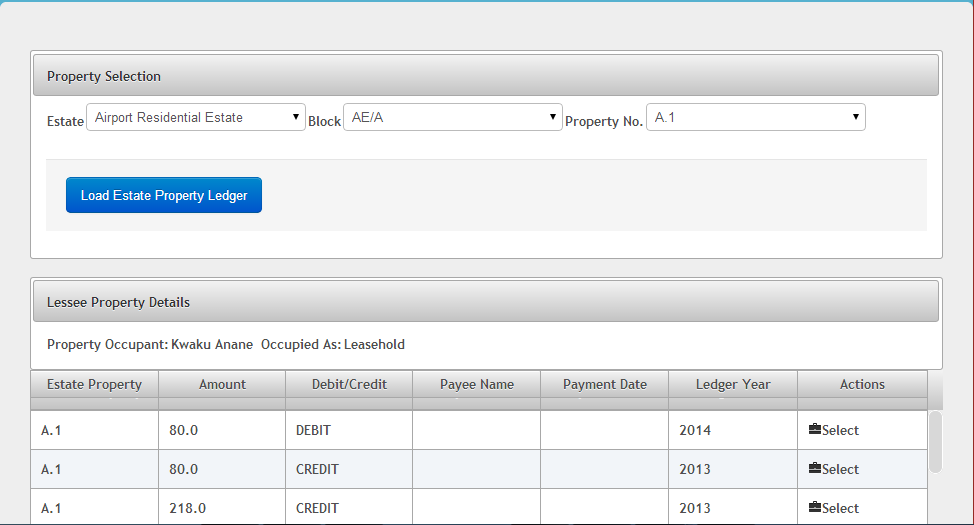 Property Selection
Estate Airport Residential Estate Block AE/A Property No. A.1
Load Estate Property Ledger
Lessee Property Details
Property Occupant: Kwaku Anane Occupied As: Leasehold
Estate Property Amount Debit/Credit Payee Name Payment Date Ledger Year Actions
A.1 80.0 DEBIT 2014 Select
A.1 80.0 CREDIT 2013 Select
A.1 218.0 CREDIT 2013 Select